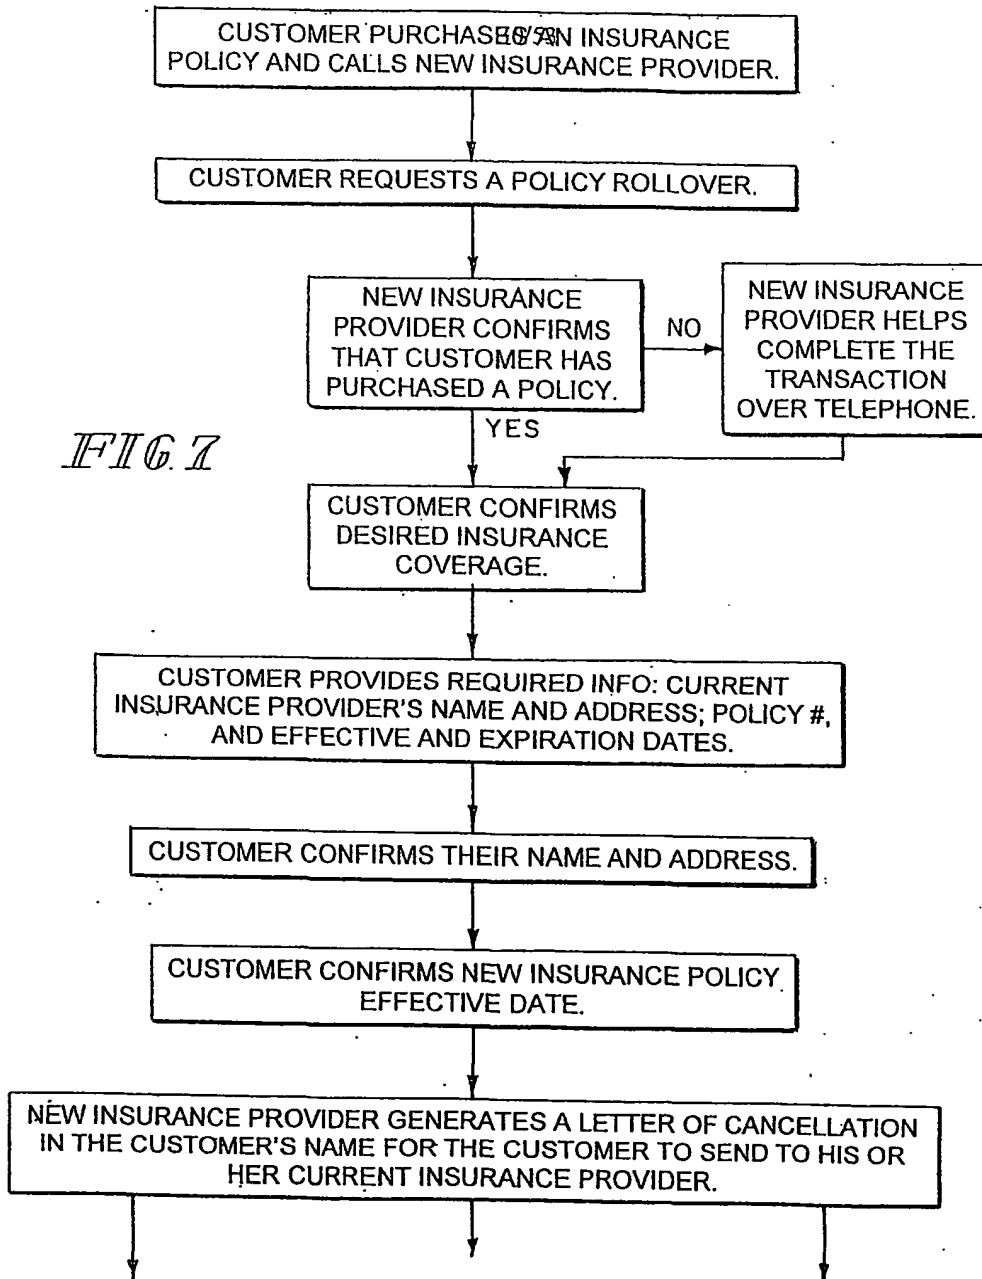 CUSTOMER PURCHASES AN INSURANCE
POLICY AND CALLS NEW INSURANCE PROVIDER.
CUSTOMER REQUESTS A POLICY ROLLOVER.
NEW INSURANCE
PROVIDER CONFIRMS
THAT CUSTOMER HAS
PURCHASED A POLICY.
NO
NEW INSURANCE
PROVIDER HELPS
COMPLETE THE
TRANSACTION
OVER TELEPHONE.
YES
FIG. 7
CUSTOMER CONFIRMS
DESIRED INSURANCE
COVERAGE.
CUSTOMER PROVIDES REQUIRED INFO: CURRENT
INSURANCE PROVIDER'S NAME AND ADDRESS; POLICY #,
AND EFFECTIVE AND EXPIRATION DATES.
CUSTOMER CONFIRMS THEIR NAME AND ADDRESS.
CUSTOMER CONFIRMS NEW INSURANCE POLICY
EFFECTIVE DATE.
NEW INSURANCE PROVIDER GENERATES A LETTER OF CANCELLATION
IN THE CUSTOMER'S NAME FOR THE CUSTOMER TO SEND TO HIS OR
HER CURRENT INSURANCE PROVIDER.